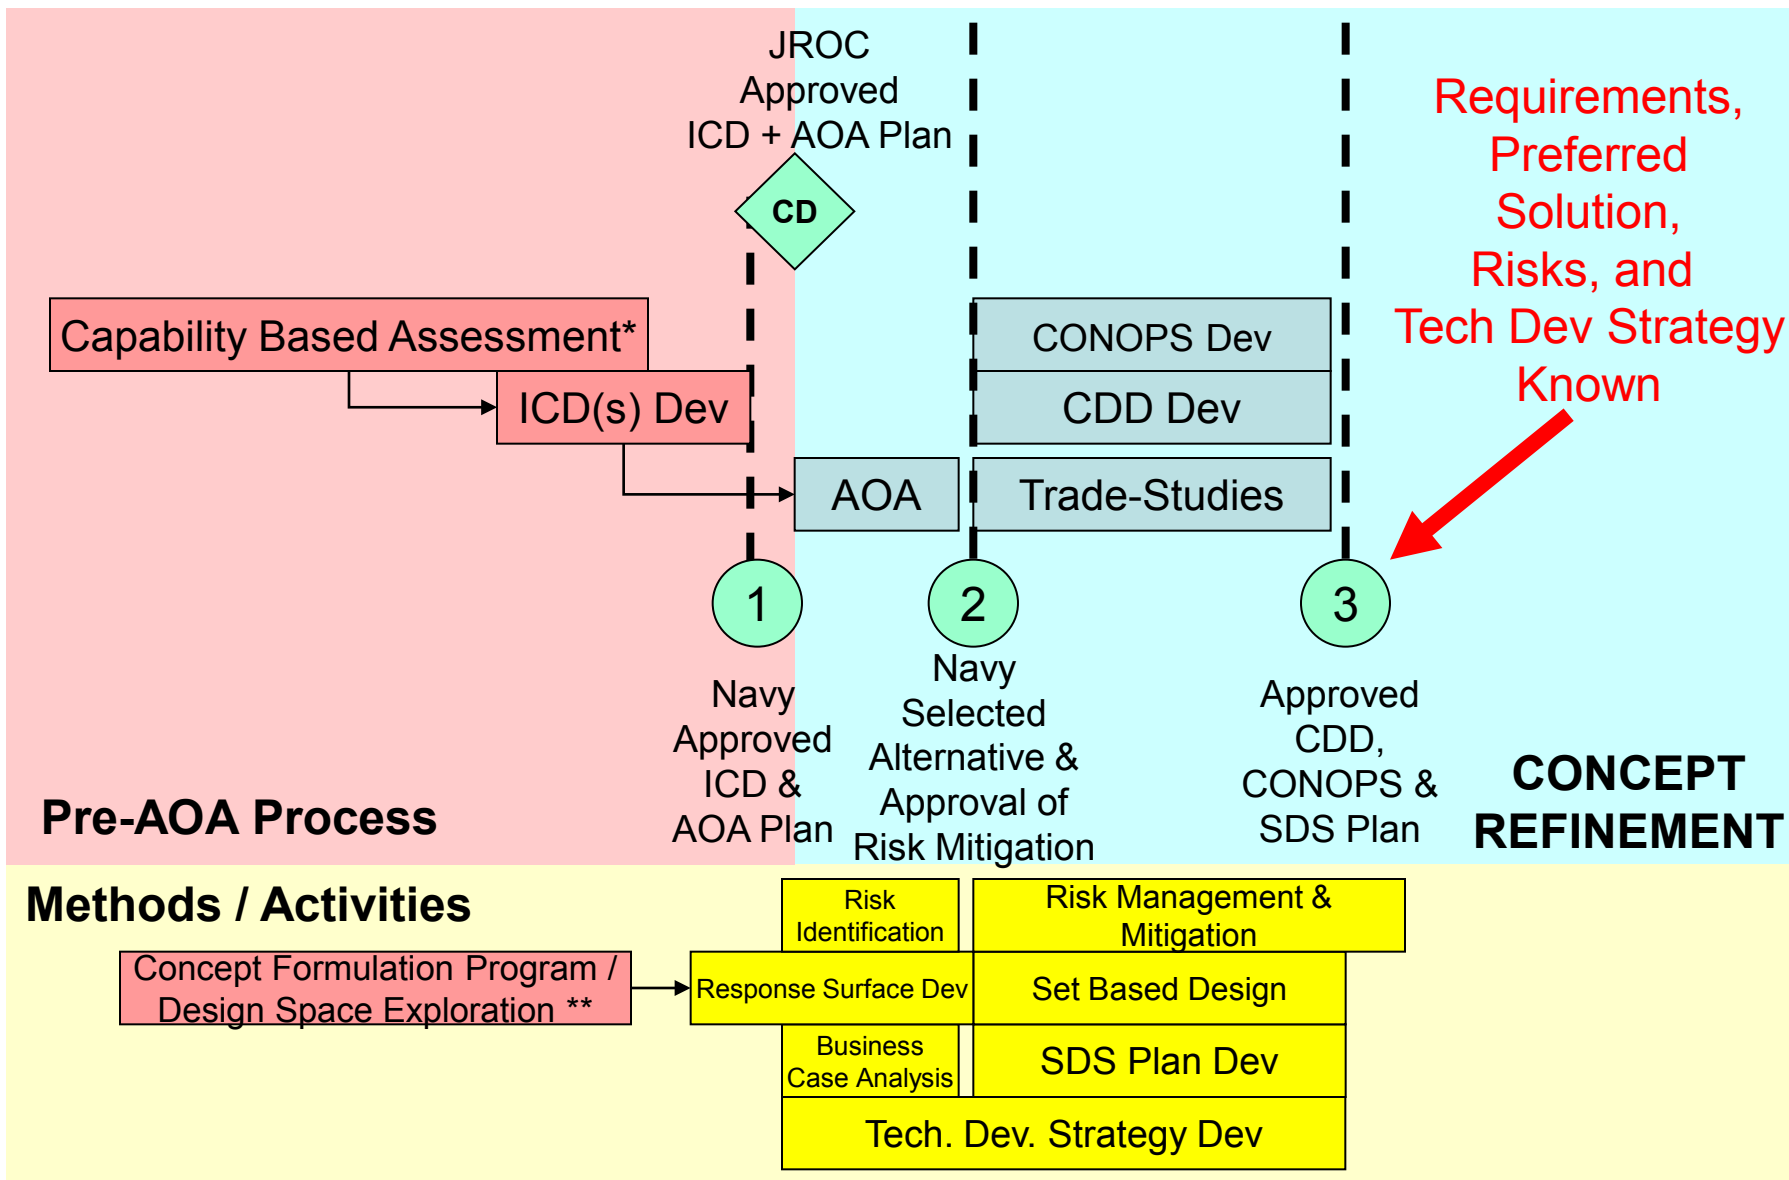 JROC
Approved
ICD + AOA Plan
CD
Requirements,
Preferred
Solution,
Risks, and
Tech Dev Strategy
Known
Capability Based Assessment*
ICD(s) Dev
AOA
CONOPS Dev
CDD Dev
Trade-Studies
1
2
3
Navy
Approved
ICD &
AOA Plan
Navy
Selected
Alternative &
Approval of
Risk Mitigation
Approved
CDD,
CONOPS &
SDS Plan
Pre-AOA Process
CONCEPT
REFINEMENT
Methods / Activities
Concept Formulation Program /
Design Space Exploration **
Risk
Identification
Risk Management &
Mitigation
Response Surface Dev
Set Based Design
Business
Case Analysis
SDS Plan Dev
Tech. Dev. Strategy Dev